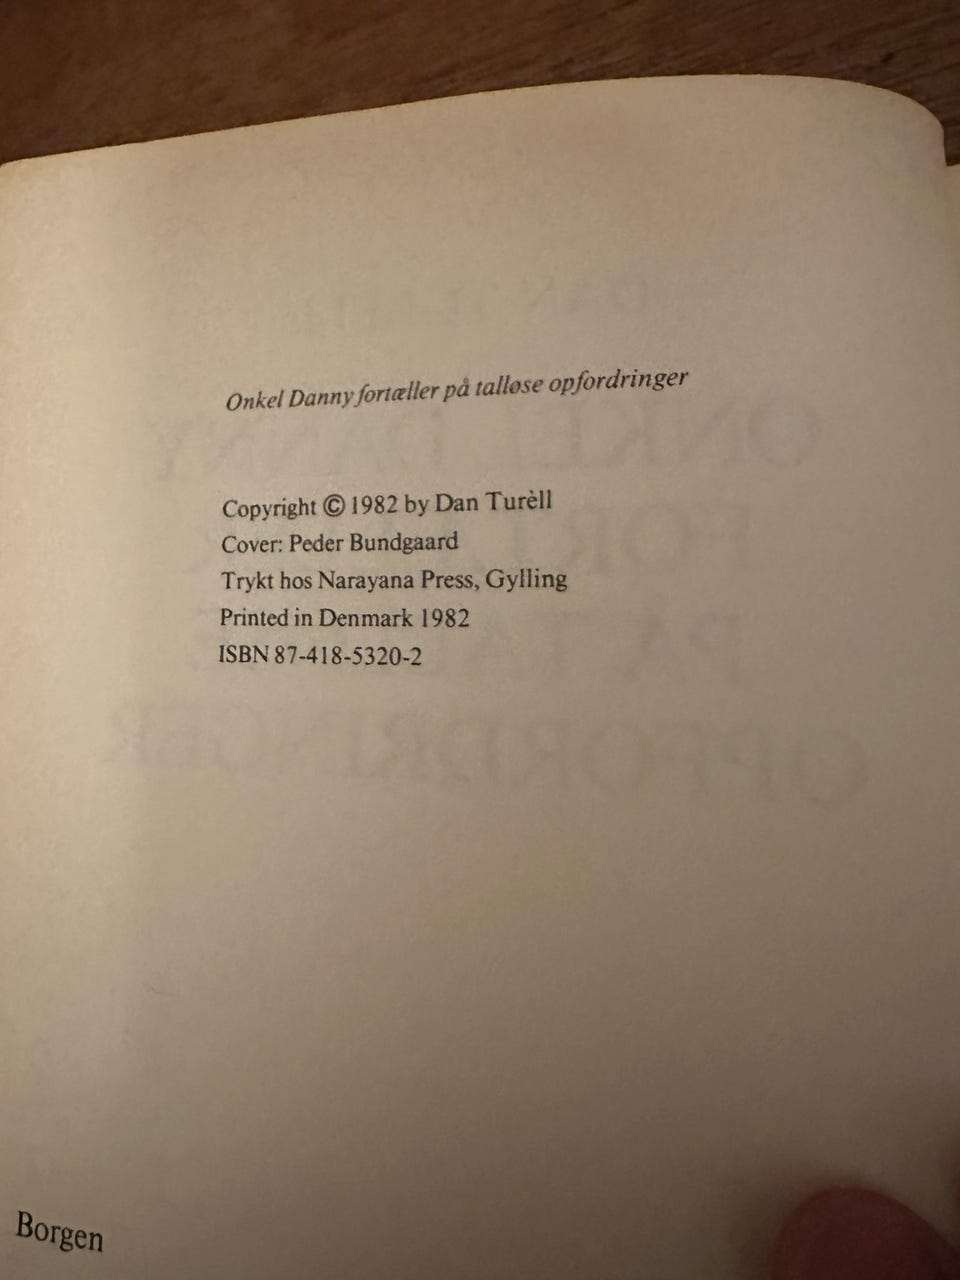 Onkel Danny fortæller på talløse opfordringer
Copyright © 1982 by Dan Turèll
Cover: Peder Bundgaard
Trykt hos Narayana Press, Gylling
Printed in Denmark 1982
ISBN 87-418-5320-2
Borgen